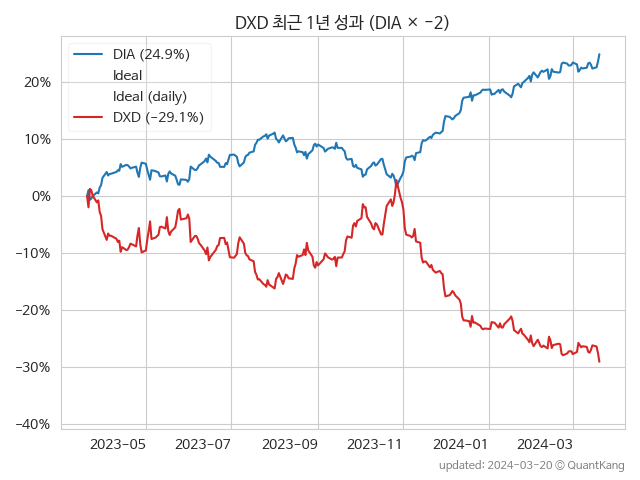 DXD 최근 1년 성과 (DIA × −2)
DIA (24.9%)
Ideal
Ideal (daily)
DXD (−29.1%)
20%
10%
0%
−10%
−20%
−30%
−40%
2023-05 2023-07 2023-09 2023-11 2024-01 2024-03
updated: 2024-03-20 © QuantKang